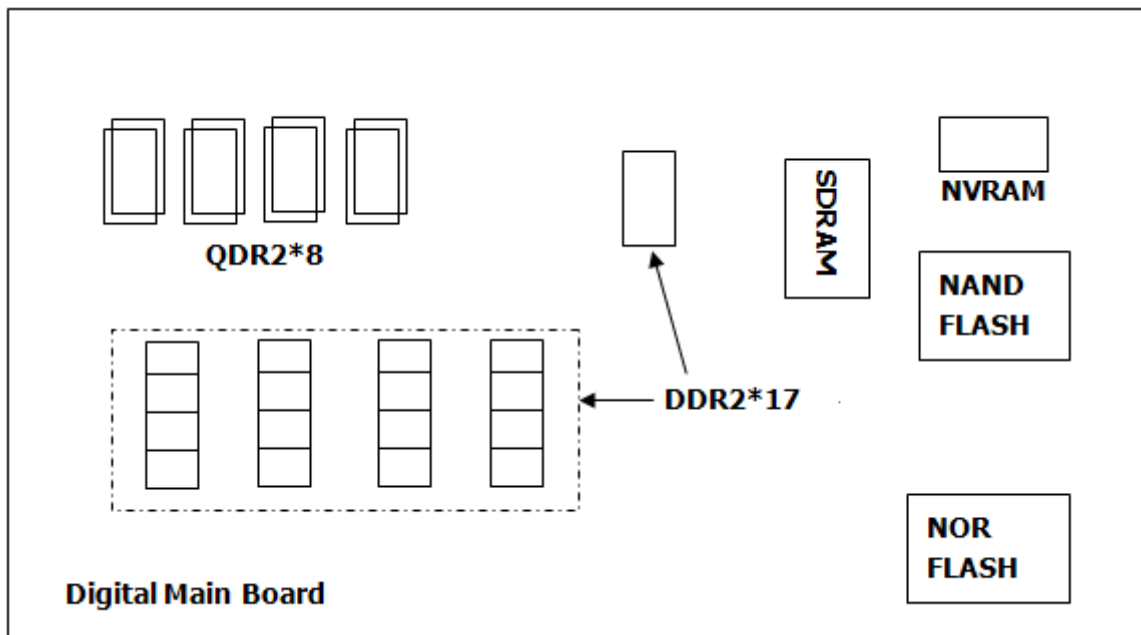 NVRAM
SDRAM
QDR2*8
NAND
FLASH
DDR2*17
NOR
FLASH
Digital Main Board